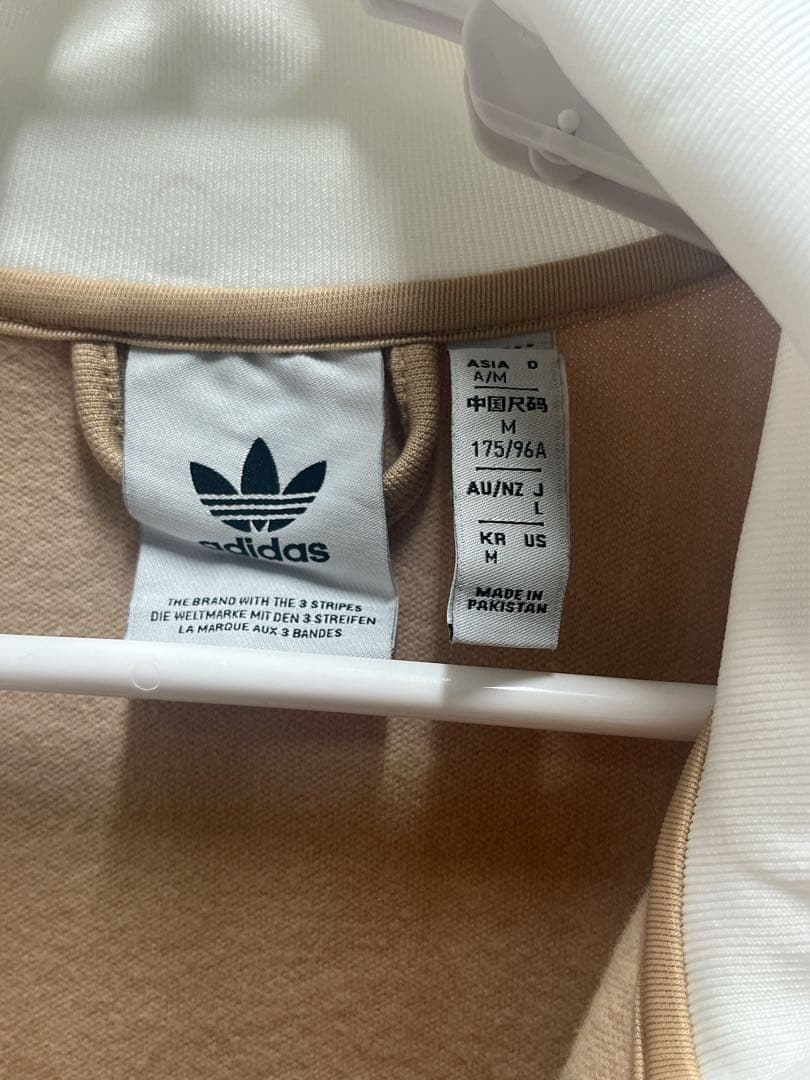 adidas
THE BRAND WITH THE 3 STRIPES
DIE WELTMARKE MIT DEN 3 STREIFEN
LA MARQUE AUX 3 BANDES
ASIA D
A/M
中国尺码
M
175/96A
AU/NZ J
L
KR US
M
MADE IN
PAKISTAN